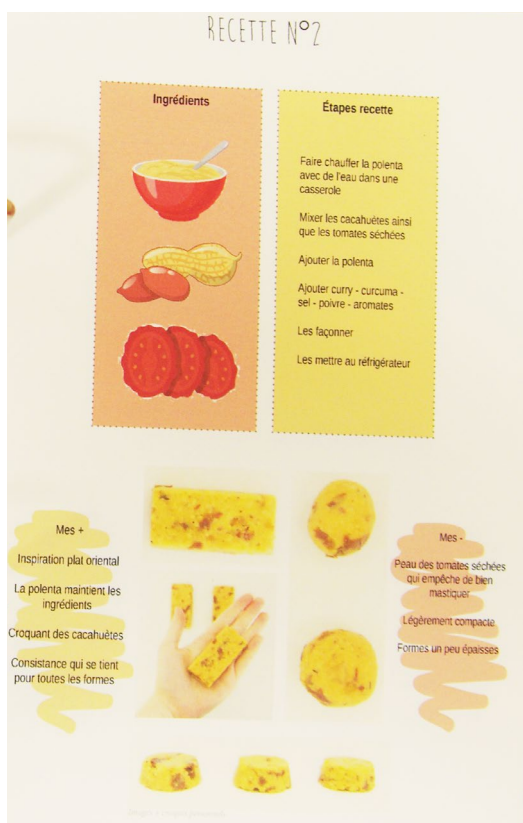 RECETTE N°2
Ingrédients
Étapes recette
Faire chauffer la polenta
avec de l'eau dans une
casserole
Mixer les cacahuètes ainsi
que les tomates séchées
Ajouter la polenta
Ajouter curry - curcuma -
sel - poivre - aromates
Les façonner
Les mettre au réfrigérateur
Mes +
Inspiration plat oriental
La polenta maintient les
ingrédients
Croquant des cacahuètes
Consistance qui se tient
pour toutes les formes
Mes -
Peau des tomates séchées
qui empêche de bien
mastiquer
Légèrement compacte
Formes un peu épaisses